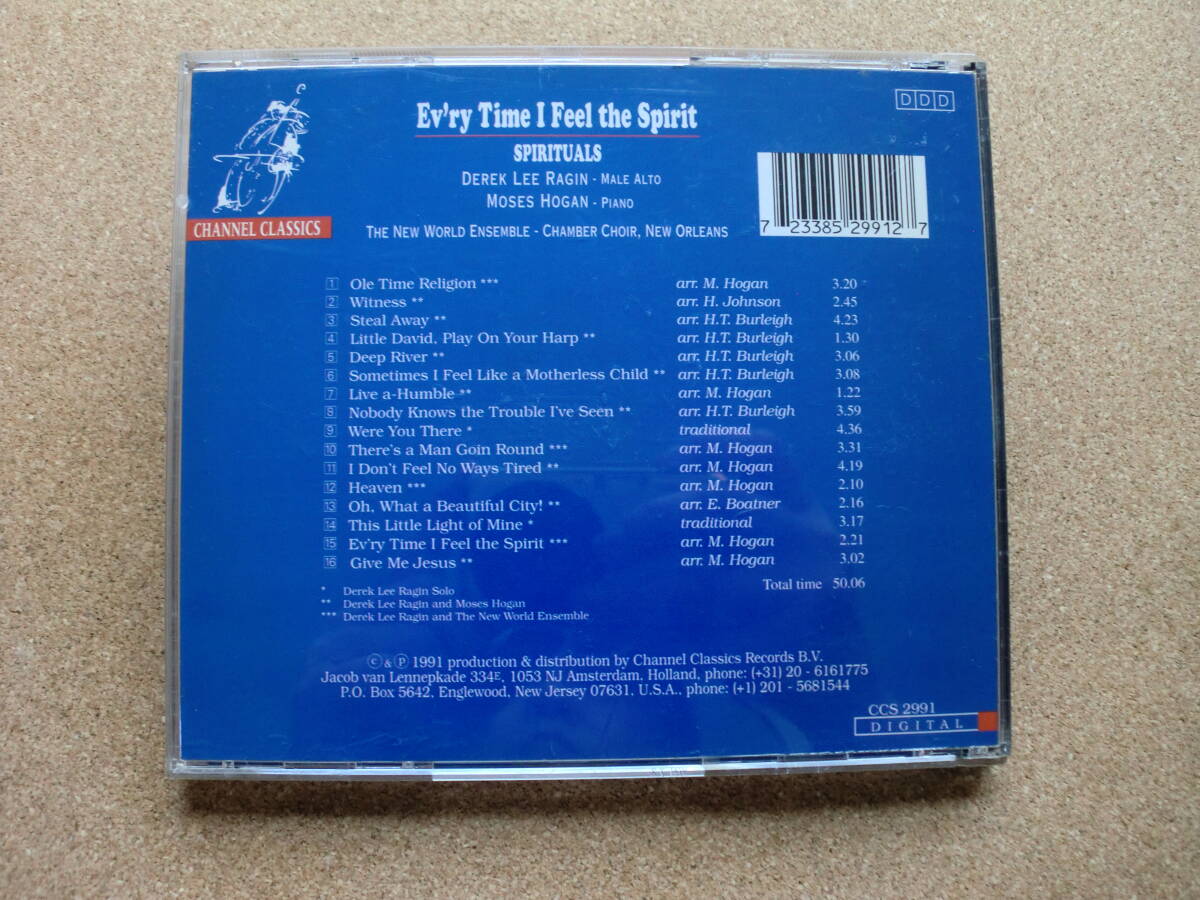 Ev'ry Time I Feel the Spirit
DDD
SPIRITUALS
DEREK LEE RAGIN - MALE ALTO
MOSES HOGAN - PIANO
CHANNEL CLASSICS
THE NEW WORLD ENSEMBLE - CHAMBER CHOIR, NEW ORLEANS
7 23385 29912 7
1 Ole Time Religion *** arr. M. Hogan 3.20
2 Witness ** arr. H. Johnson 2.45
3 Steal Away ** arr. H.T. Burleigh 4.23
4 Little David, Play On Your Harp ** arr. H.T. Burleigh 1.30
5 Deep River ** arr. H.T. Burleigh 3.06
6 Sometimes I Feel Like a Motherless Child ** arr. H.T. Burleigh 3.08
7 Live a-Humble ** arr. M. Hogan 1.22
8 Nobody Knows the Trouble I've Seen ** arr. H.T. Burleigh 3.59
9 Were You There * traditional 4.36
10 There's a Man Goin Round *** arr. M. Hogan 3.31
11 I Don't Feel No Ways Tired ** arr. M. Hogan 4.19
12 Heaven *** arr. M. Hogan 2.10
13 Oh, What a Beautiful City! ** arr. E. Boatner 2.16
14 This Little Light of Mine * traditional 3.17
15 Ev'ry Time I Feel the Spirit *** arr. M. Hogan 2.21
16 Give Me Jesus ** arr. M. Hogan 3.02
Total time 50.06
* Derek Lee Ragin Solo
** Derek Lee Ragin and Moses Hogan
*** Derek Lee Ragin and The New World Ensemble
© & ℗ 1991 production & distribution by Channel Classics Records B.V.
Jacob van Lennepkade 334E, 1053 NJ Amsterdam, Holland, phone: (+31) 20 - 6161775
P.O. Box 5642, Englewood, New Jersey 07631, U.S.A., phone: (+1) 201 - 5681544
CCS 2991
DIGITAL